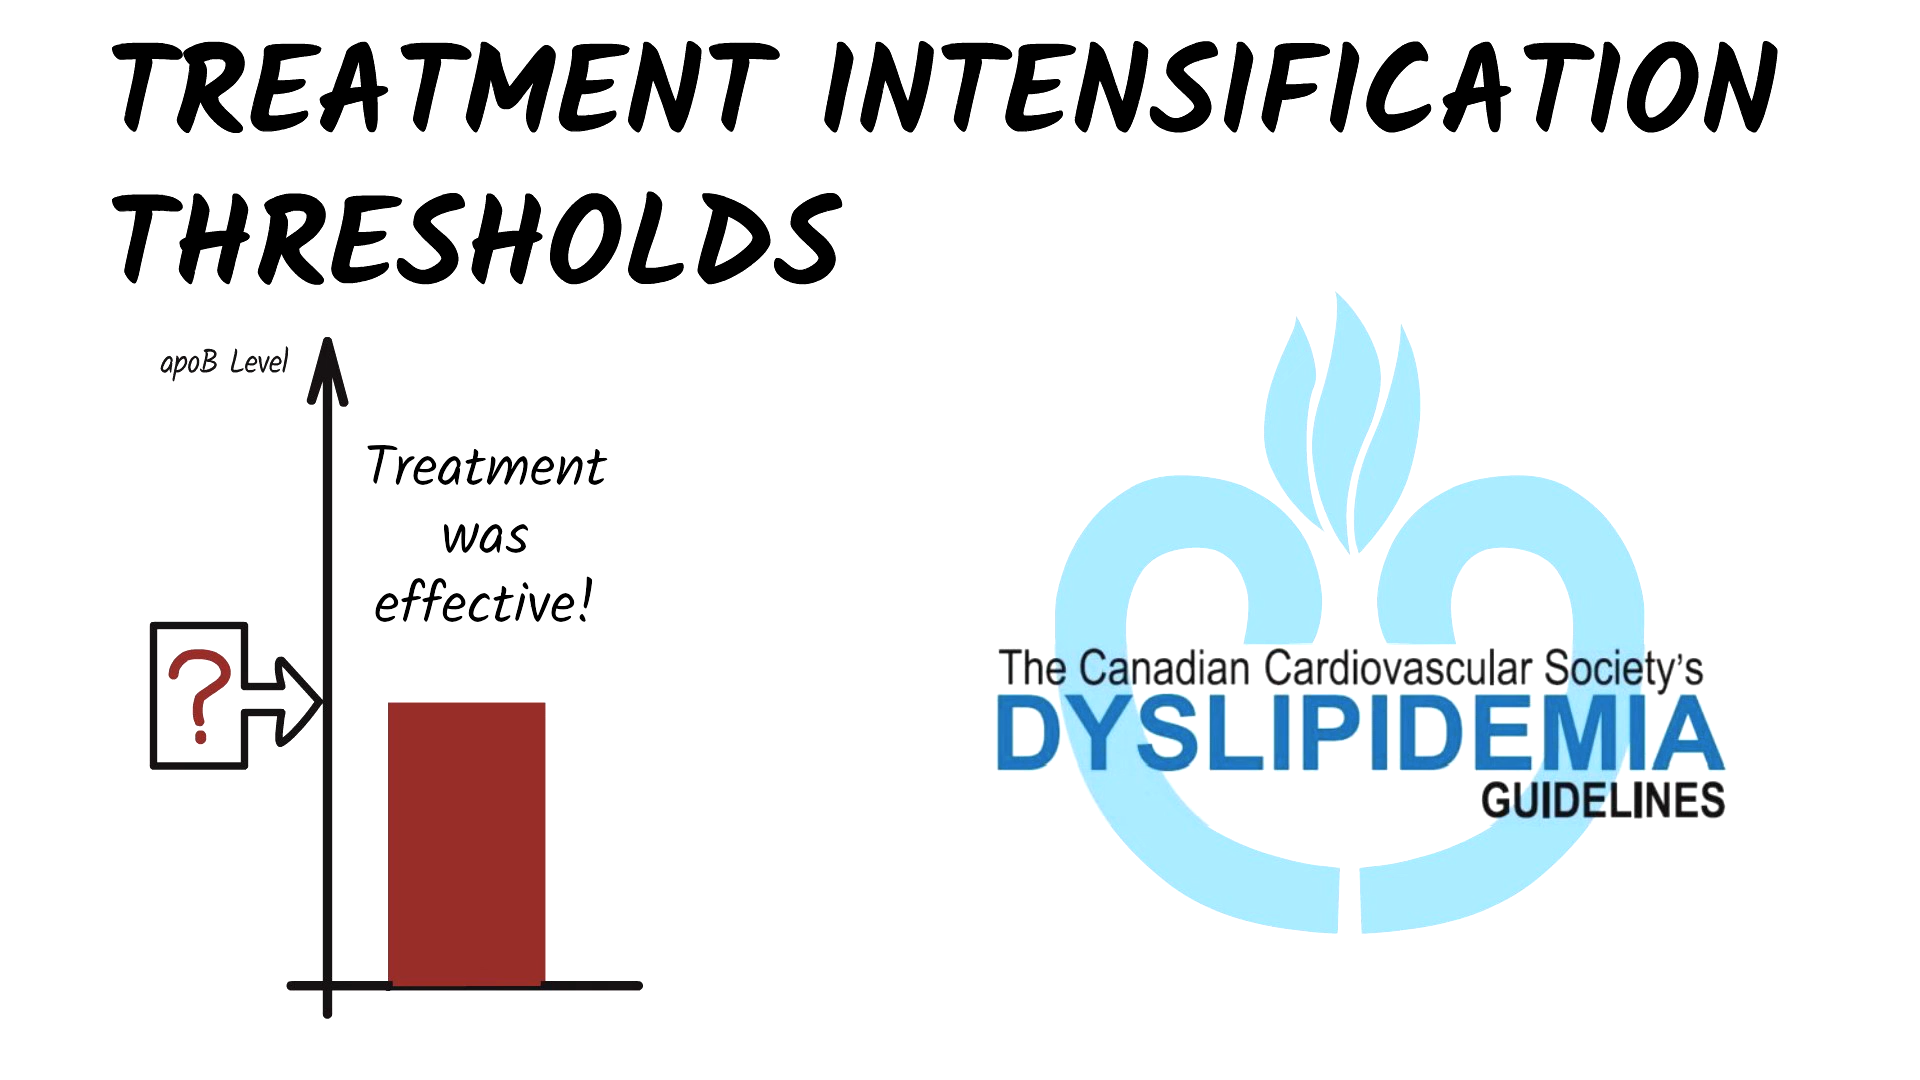 TREATMENT INTENSIFICATION
THRESHOLDS
apoB Level
Treatment
was
effective!
?
The Canadian Cardiovascular Society's
DYSLIPIDEMIA
GUIDELINES